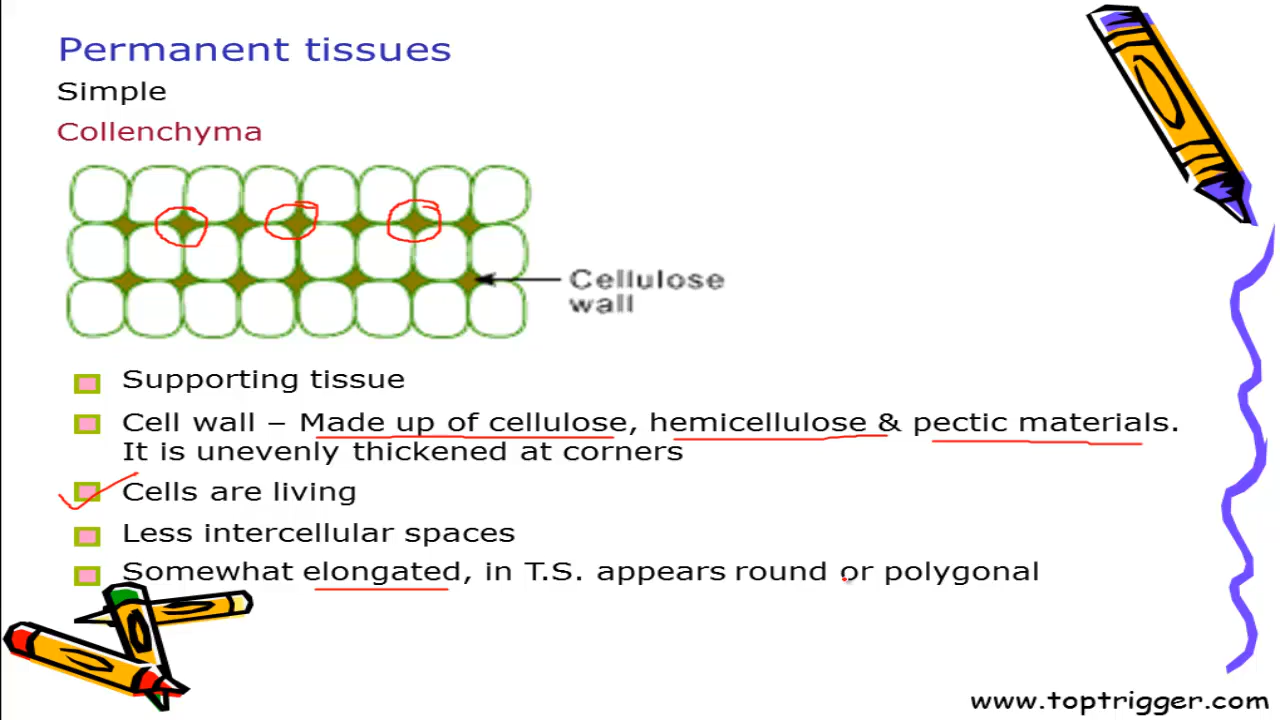 Permanent tissues
Simple
Collenchyma
Cellulose
wall
Supporting tissue
Cell wall – Made up of cellulose, hemicellulose & pectic materials.
It is unevenly thickened at corners
Cells are living
Less intercellular spaces
Somewhat elongated, in T.S. appears round or polygonal
www.toptrigger.com